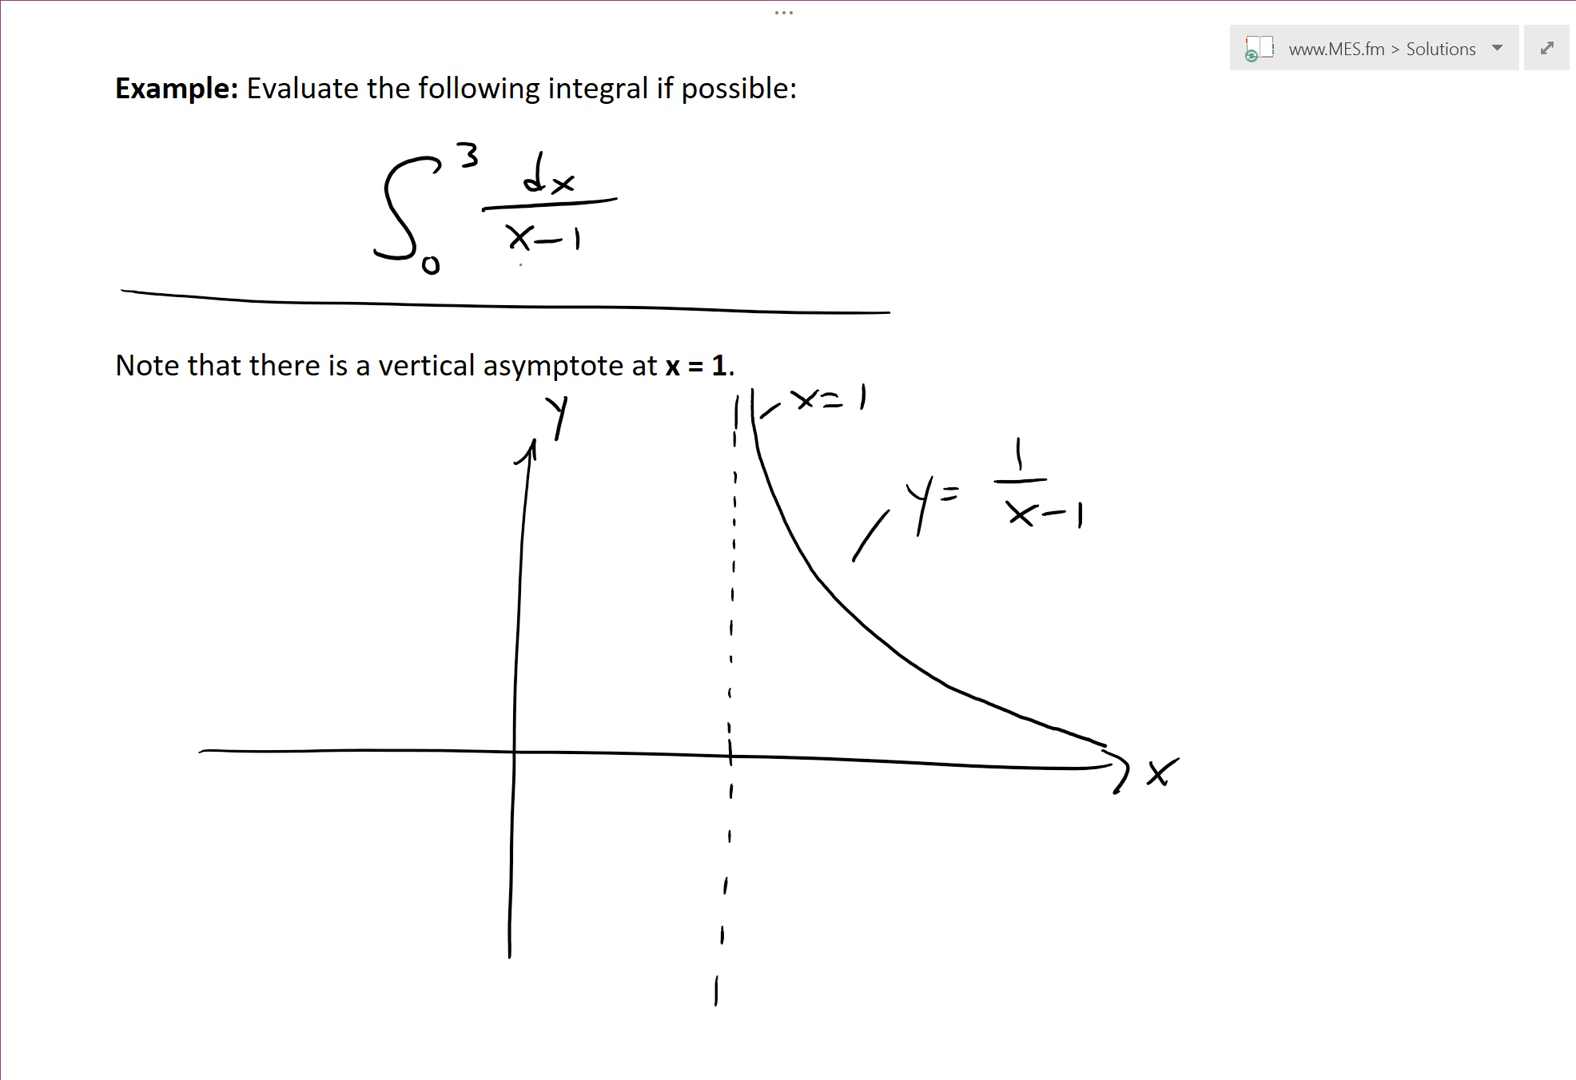 www.MES.fm > Solutions
Example: Evaluate the following integral if possible:
∫₀³ dx/(x-1)
Note that there is a vertical asymptote at x = 1.
y
x=1
y= 1/(x-1)
x